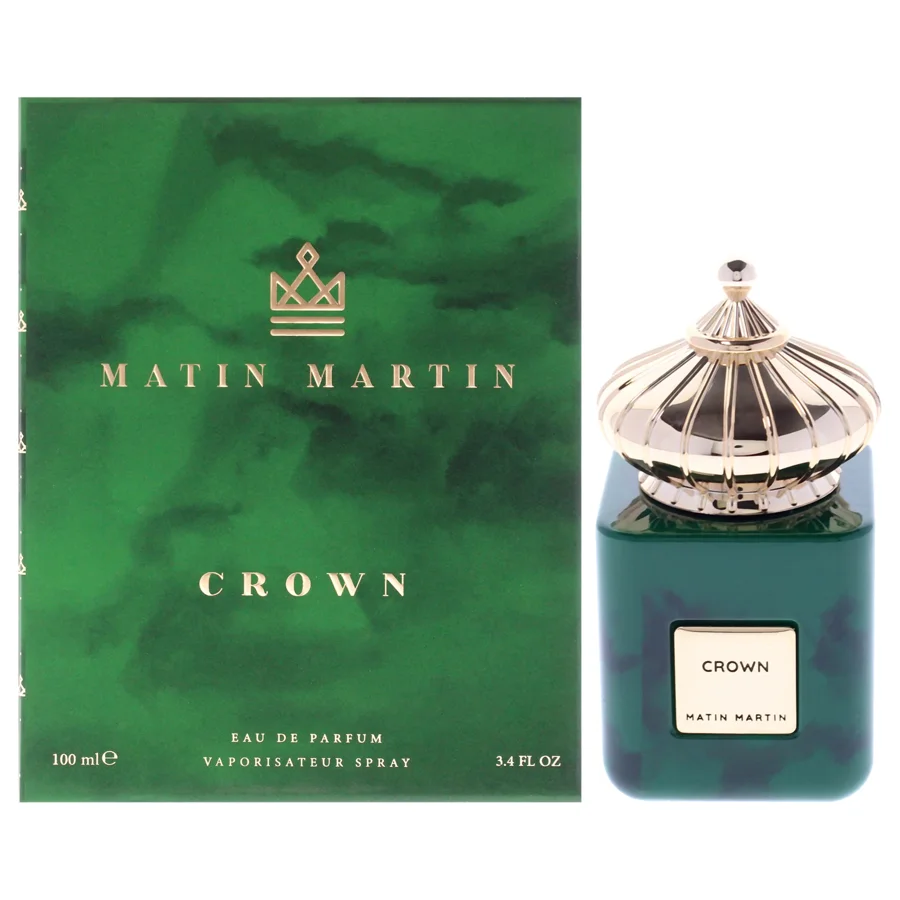 MATIN MARTIN
CROWN
EAU DE PARFUM
VAPORISATEUR SPRAY
100 ml℮
3.4 FL OZ
CROWN
MATIN MARTIN